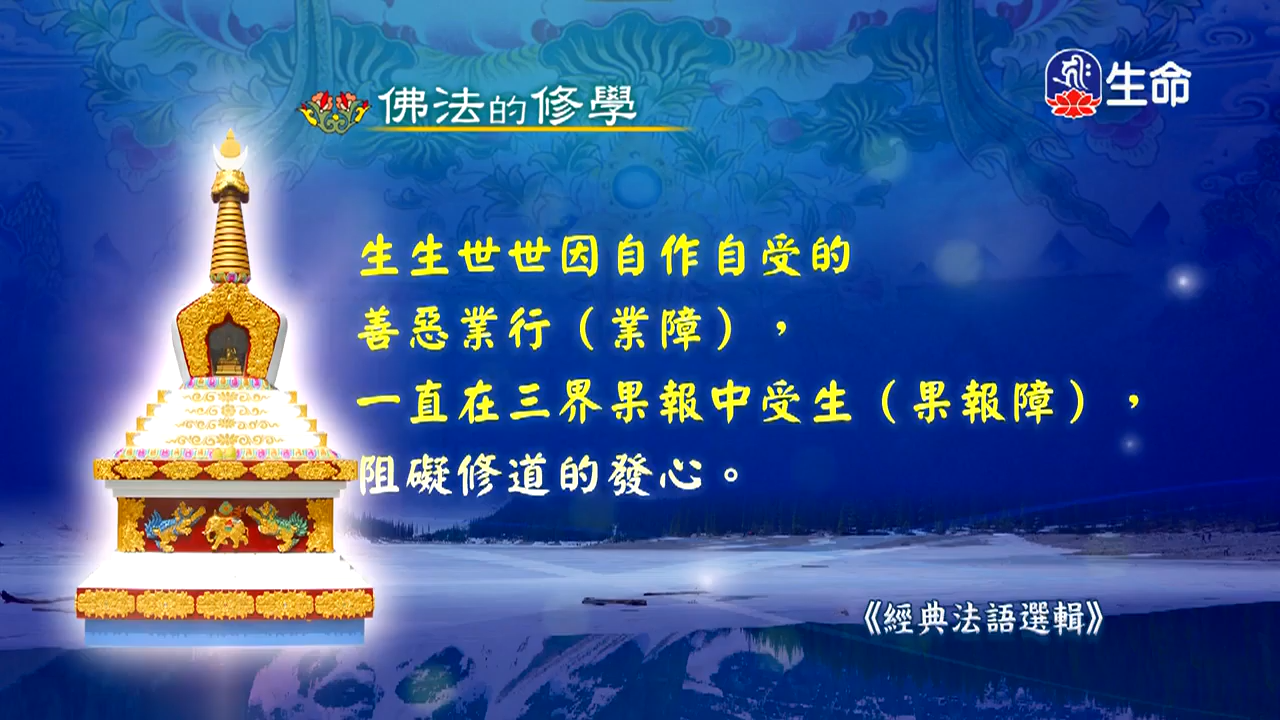 佛法的修學
生命
生生世世因自作自受的
善惡業行（業障），
一直在三界果報中受生（果報障），
阻礙修道的發心。
《經典法語選輯》